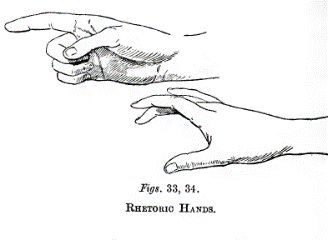 Figs. 33, 34.
Rhetoric Hands.